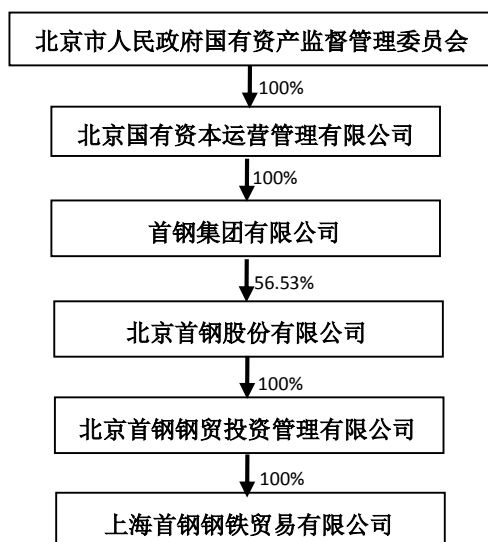 北京市人民政府国有资产监督管理委员会
100%
北京国有资本运营管理有限公司
100%
首钢集团有限公司
56.53%
北京首钢股份有限公司
100%
北京首钢钢贸投资管理有限公司
100%
上海首钢钢铁贸易有限公司